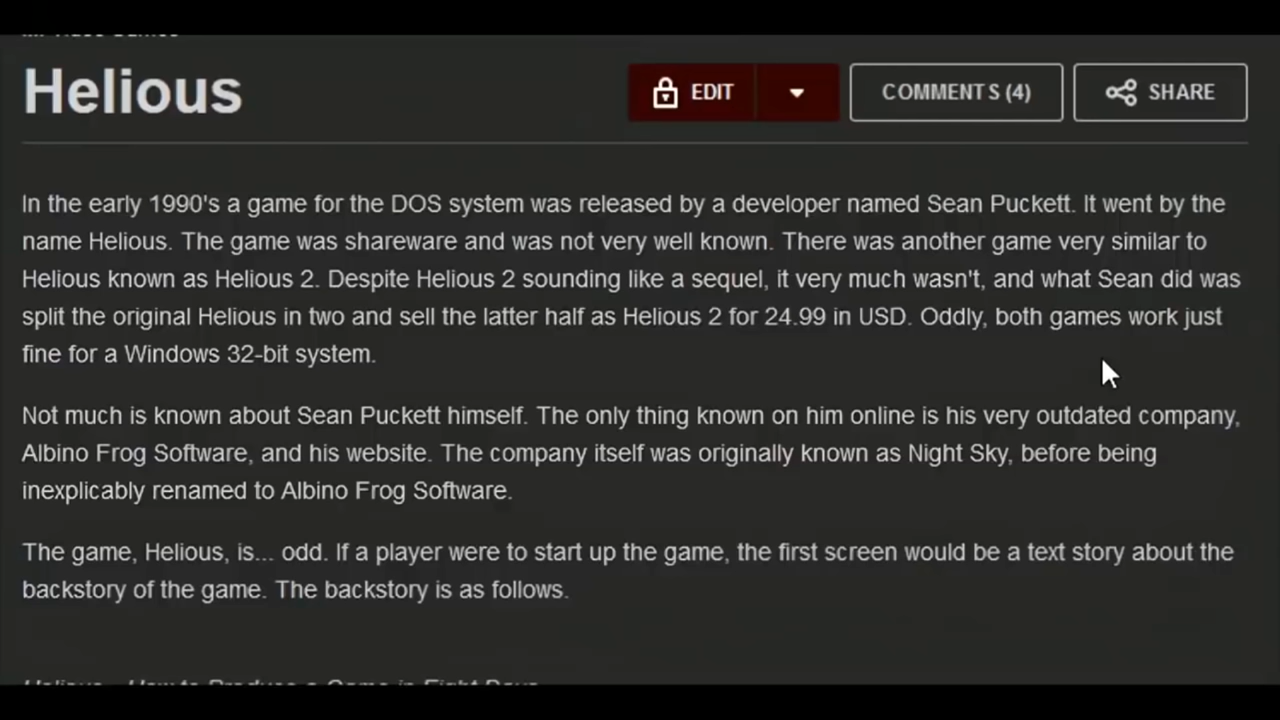 Helious
EDIT
COMMENTS (4)
SHARE
In the early 1990's a game for the DOS system was released by a developer named Sean Puckett. It went by the
name Helious. The game was shareware and was not very well known. There was another game very similar to
Helious known as Helious 2. Despite Helious 2 sounding like a sequel, it very much wasn't, and what Sean did was
split the original Helious in two and sell the latter half as Helious 2 for 24.99 in USD. Oddly, both games work just
fine for a Windows 32-bit system.
Not much is known about Sean Puckett himself. The only thing known on him online is his very outdated company,
Albino Frog Software, and his website. The company itself was originally known as Night Sky, before being
inexplicably renamed to Albino Frog Software.
The game, Helious, is... odd. If a player were to start up the game, the first screen would be a text story about the
backstory of the game. The backstory is as follows.
Helious - How to Produce a Game in Eight Days